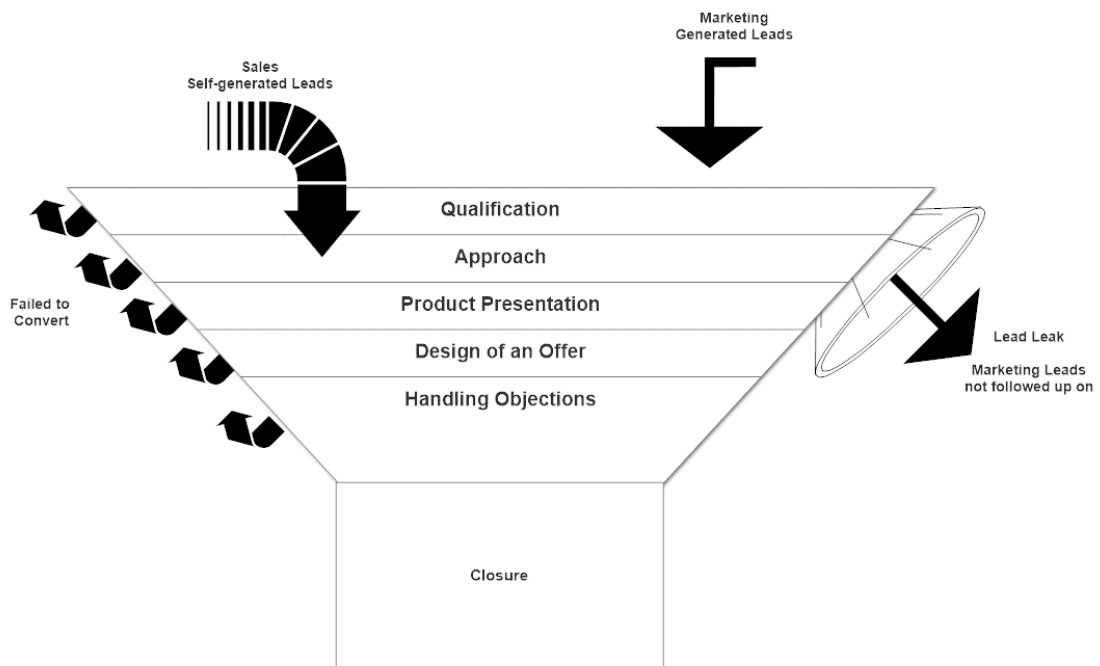 Marketing
Generated Leads
Sales
Self-generated Leads
Qualification
Approach
Product Presentation
Design of an Offer
Handling Objections
Failed to
Convert
Lead Leak
Marketing Leads
not followed up on
Closure